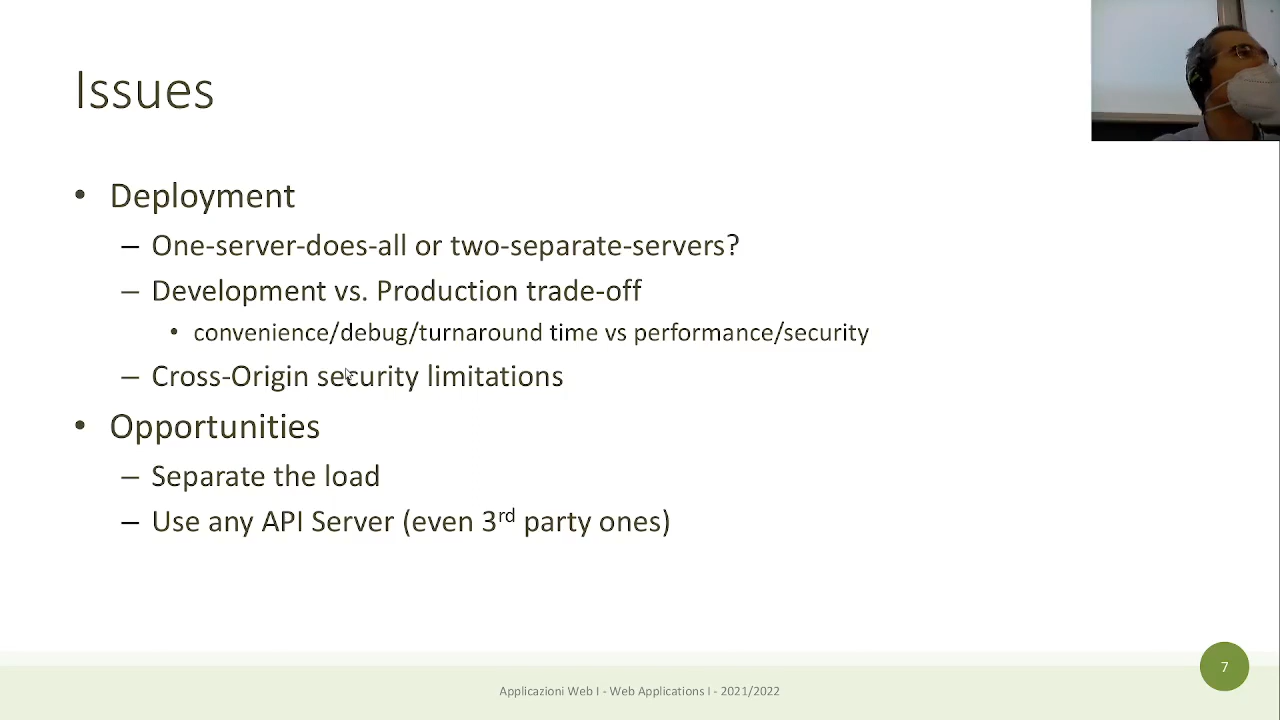 Issues
• Deployment
– One-server-does-all or two-separate-servers?
– Development vs. Production trade-off
• convenience/debug/turnaround time vs performance/security
– Cross-Origin security limitations
• Opportunities
– Separate the load
– Use any API Server (even 3rd party ones)
Applicazioni Web I - Web Applications I - 2021/2022
7